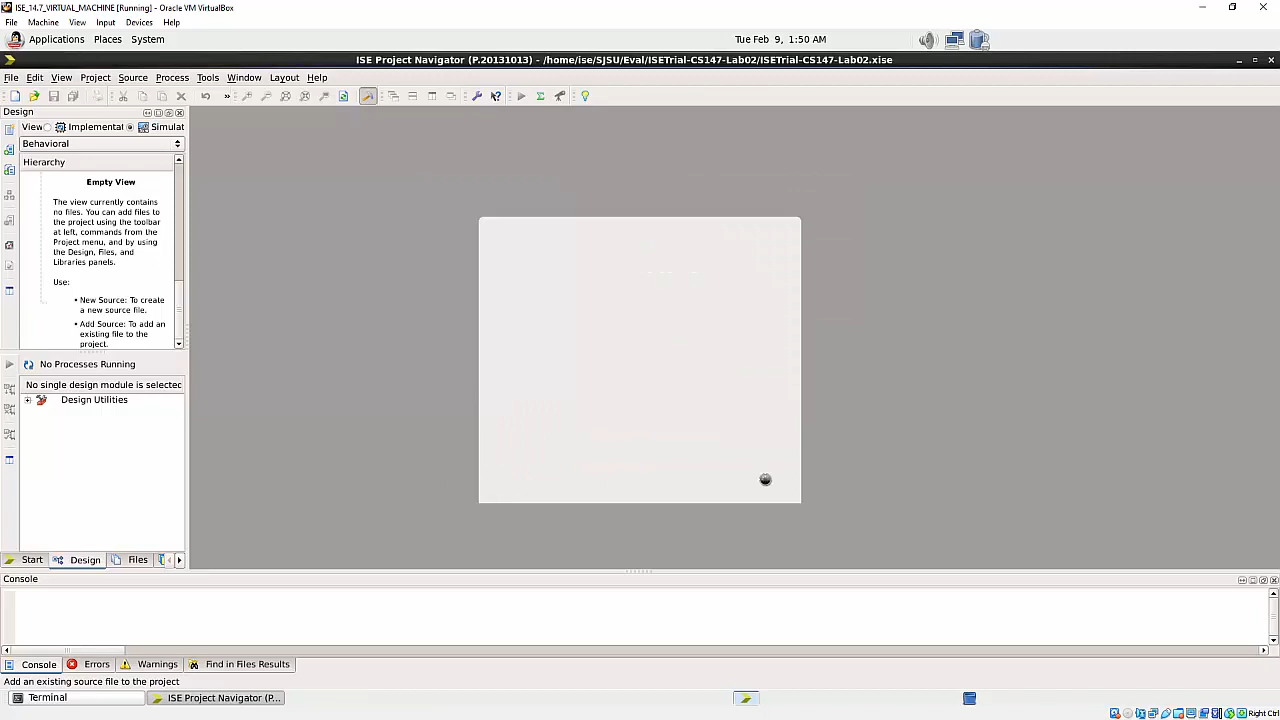 ISE_14.7_VIRTUAL_MACHINE [Running] - Oracle VM VirtualBox
File Machine View Input Devices Help
Applications Places System Tue Feb 9, 1:50 AM
ISE Project Navigator (P.20131013) - /home/ise/SJSU/Eval/ISETrial-CS147-Lab02/ISETrial-CS147-Lab02.xise
File Edit View Project Source Process Tools Window Layout Help
Design
View Implementat Simulat
Behavioral
Hierarchy
Empty View
The view currently contains
no files. You can add files to
the project using the toolbar
at left, commands from the
Project menu, and by using
the Design, Files, and
Libraries panels.
Use:
• New Source: To create
a new source file.
• Add Source: To add an
existing file to the
project.
No Processes Running
No single design module is selected
Design Utilities
Start Design Files
Console
Console Errors Warnings Find in Files Results
Add an existing source file to the project
Terminal ISE Project Navigator (P...
Right Ctrl